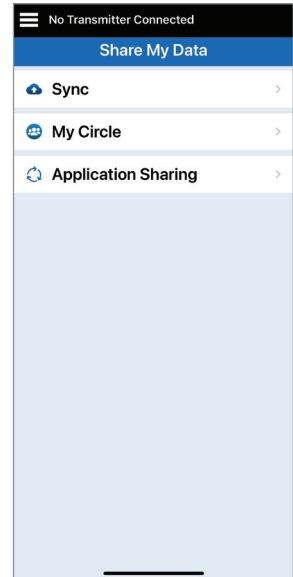 No Transmitter Connected
Share My Data
Sync
My Circle
Application Sharing